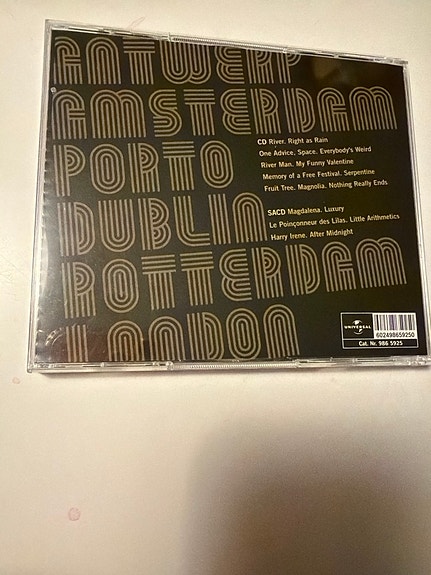 ANTWERP
AMSTERDAM
PORTO
DUBLIN
ROTTERDAM
LONDON
CD River. Right as Rain
One Advice, Space. Everybody's Weird
River Man. My Funny Valentine
Memory of a Free Festival. Serpentine
Fruit Tree. Magnolia. Nothing Really Ends
SACD Magdalena. Luxury
Le Poinçonneur des Lilas. Little Arithmetics
Harry Irene. After Midnight
UNIVERSAL
602498659250
Cat. Nr. 986 5925